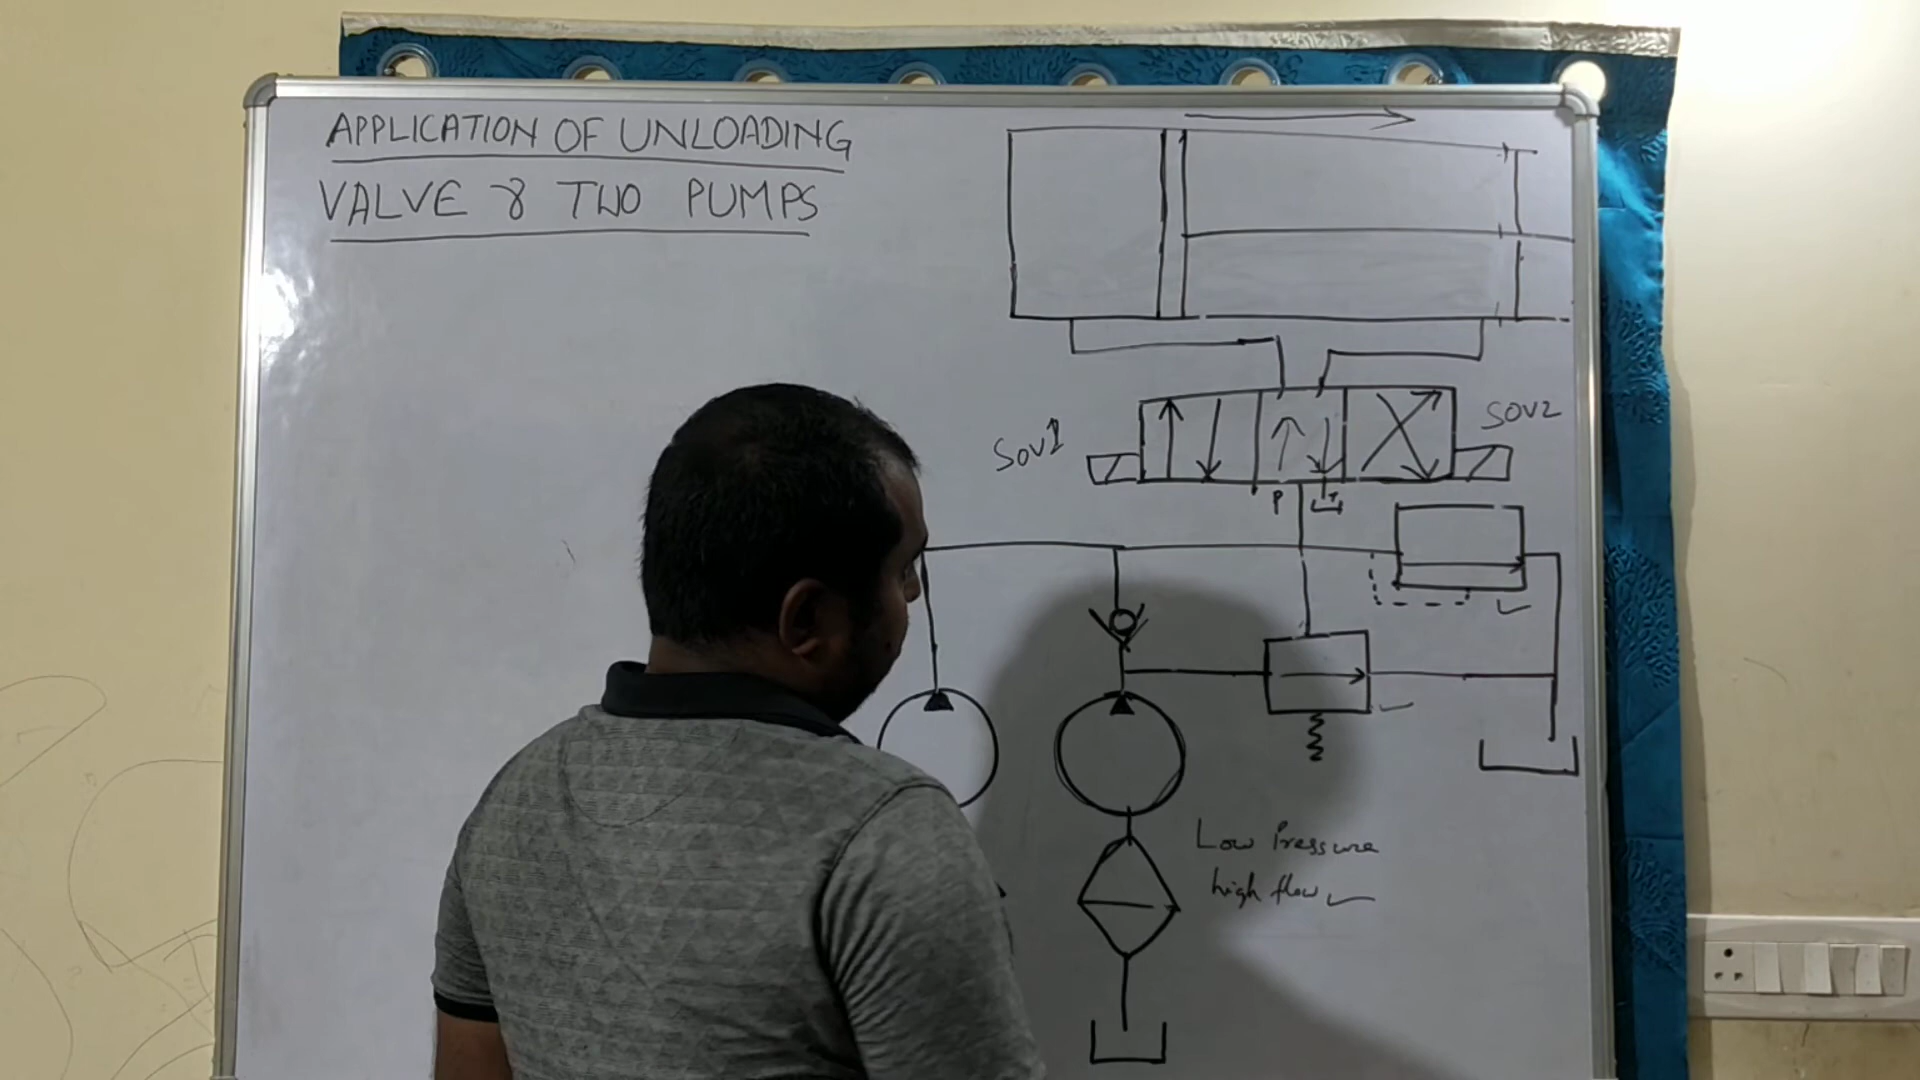 APPLICATION OF UNLOADING
VALVE & TWO PUMPS
SOV1
SOV2
P T
Low Pressure
high flow